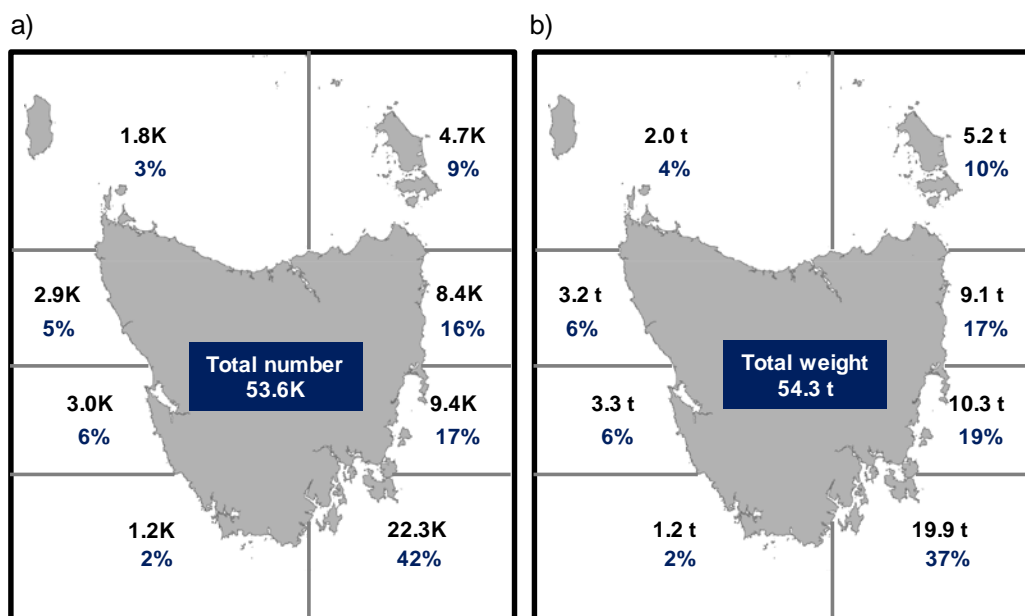 a)
1.8K
3%
4.7K
9%
2.9K
5%
8.4K
16%
Total number
53.6K
3.0K
6%
9.4K
17%
1.2K
2%
22.3K
42%
b)
2.0 t
4%
5.2 t
10%
3.2 t
6%
9.1 t
17%
Total weight
54.3 t
3.3 t
6%
10.3 t
19%
1.2 t
2%
19.9 t
37%